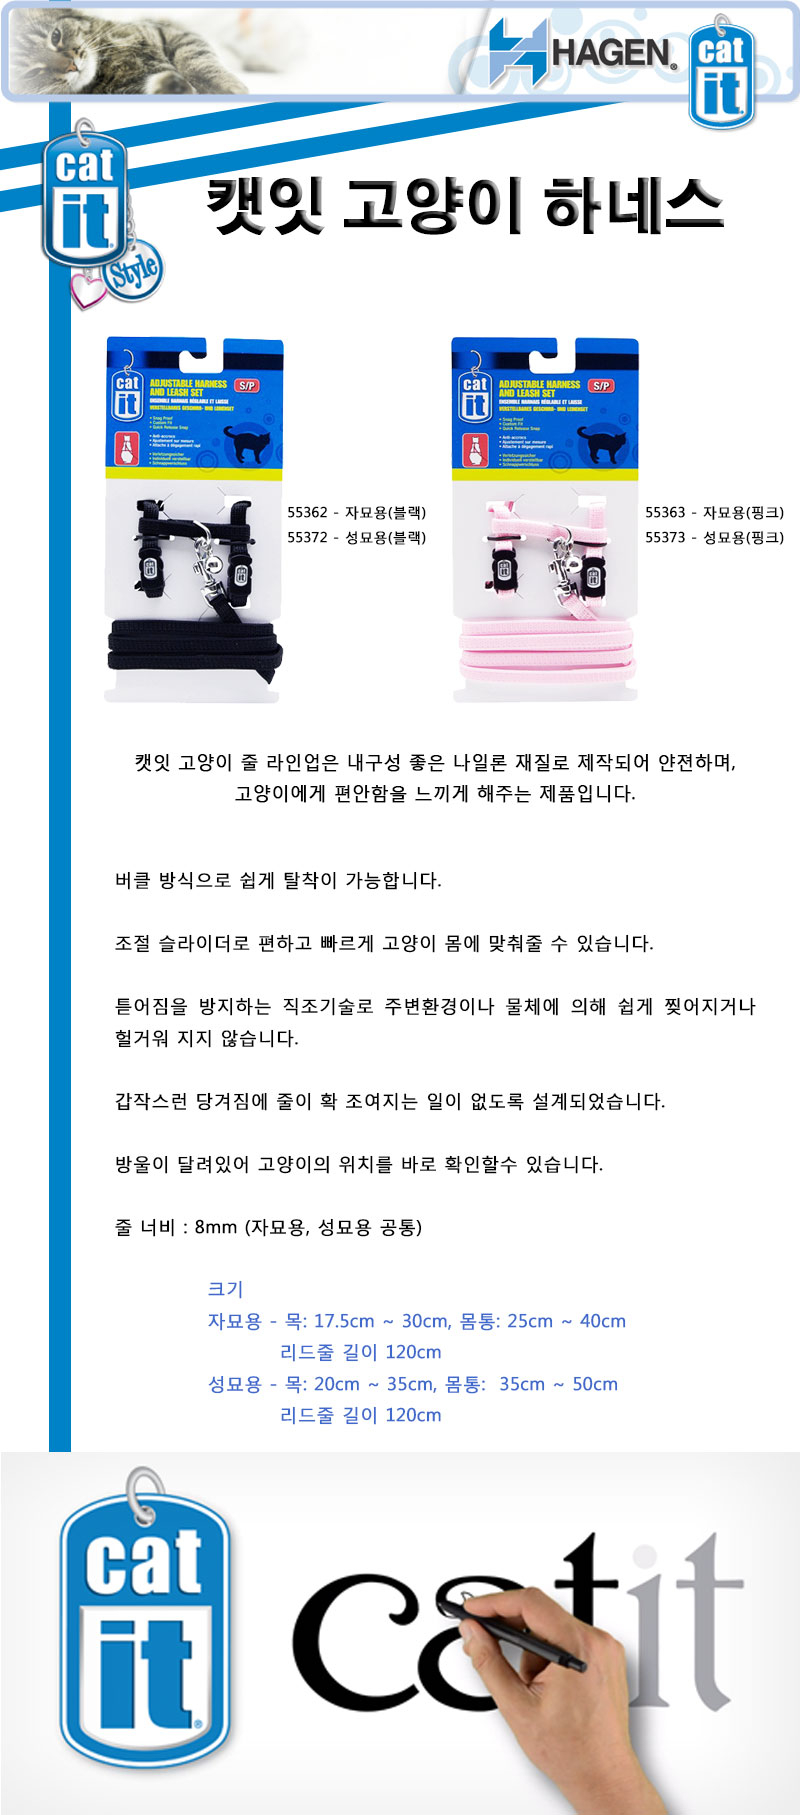 HAGEN®
cat
it
cat
it
Style
캣잇 고양이 하네스
cat
it
ADJUSTABLE HARNESS
AND LEASH SET
ENSEMBLE HARNAIS RÉGLABLE ET LAISSE
VERSTELLBARES GESCHIRR- UND LEINENSET
S/P
• Snag Proof
• Custom Fit
• Quick Release Snap
• Anti-accrocs
• Ajustement sur mesure
• Attache à dégagement rapide
cat
it
ADJUSTABLE HARNESS
AND LEASH SET
ENSEMBLE HARNAIS RÉGLABLE ET LAISSE
VERSTELLBARES GESCHIRR- UND LEINENSET
S/P
• Snag Proof
• Custom Fit
• Quick Release Snap
• Anti-accrocs
• Ajustement sur mesure
• Attache à dégagement rapide
55362 - 자묘용(블랙)
55372 - 성묘용(블랙)
55363 - 자묘용(핑크)
55373 - 성묘용(핑크)
캣잇 고양이 줄 라인업은 내구성 좋은 나일론 재질로 제작되어 얀젼하며,
고양이에게 편안함을 느끼게 해주는 제품입니다.
버클 방식으로 쉽게 탈착이 가능합니다.
조절 슬라이더로 편하고 빠르게 고양이 몸에 맞춰줄 수 있습니다.
튿어짐을 방지하는 직조기술로 주변환경이나 물체에 의해 쉽게 찢어지거나
헐거워 지지 않습니다.
갑작스런 당겨짐에 줄이 확 조여지는 일이 없도록 설계되었습니다.
방울이 달려있어 고양이의 위치를 바로 확인할수 있습니다.
줄 너비 : 8mm (자묘용, 성묘용 공통)
크기
자묘용 - 목: 17.5cm ~ 30cm, 몸통: 25cm ~ 40cm
리드줄 길이 120cm
성묘용 - 목: 20cm ~ 35cm, 몸통: 35cm ~ 50cm
리드줄 길이 120cm
cat
it®
catit